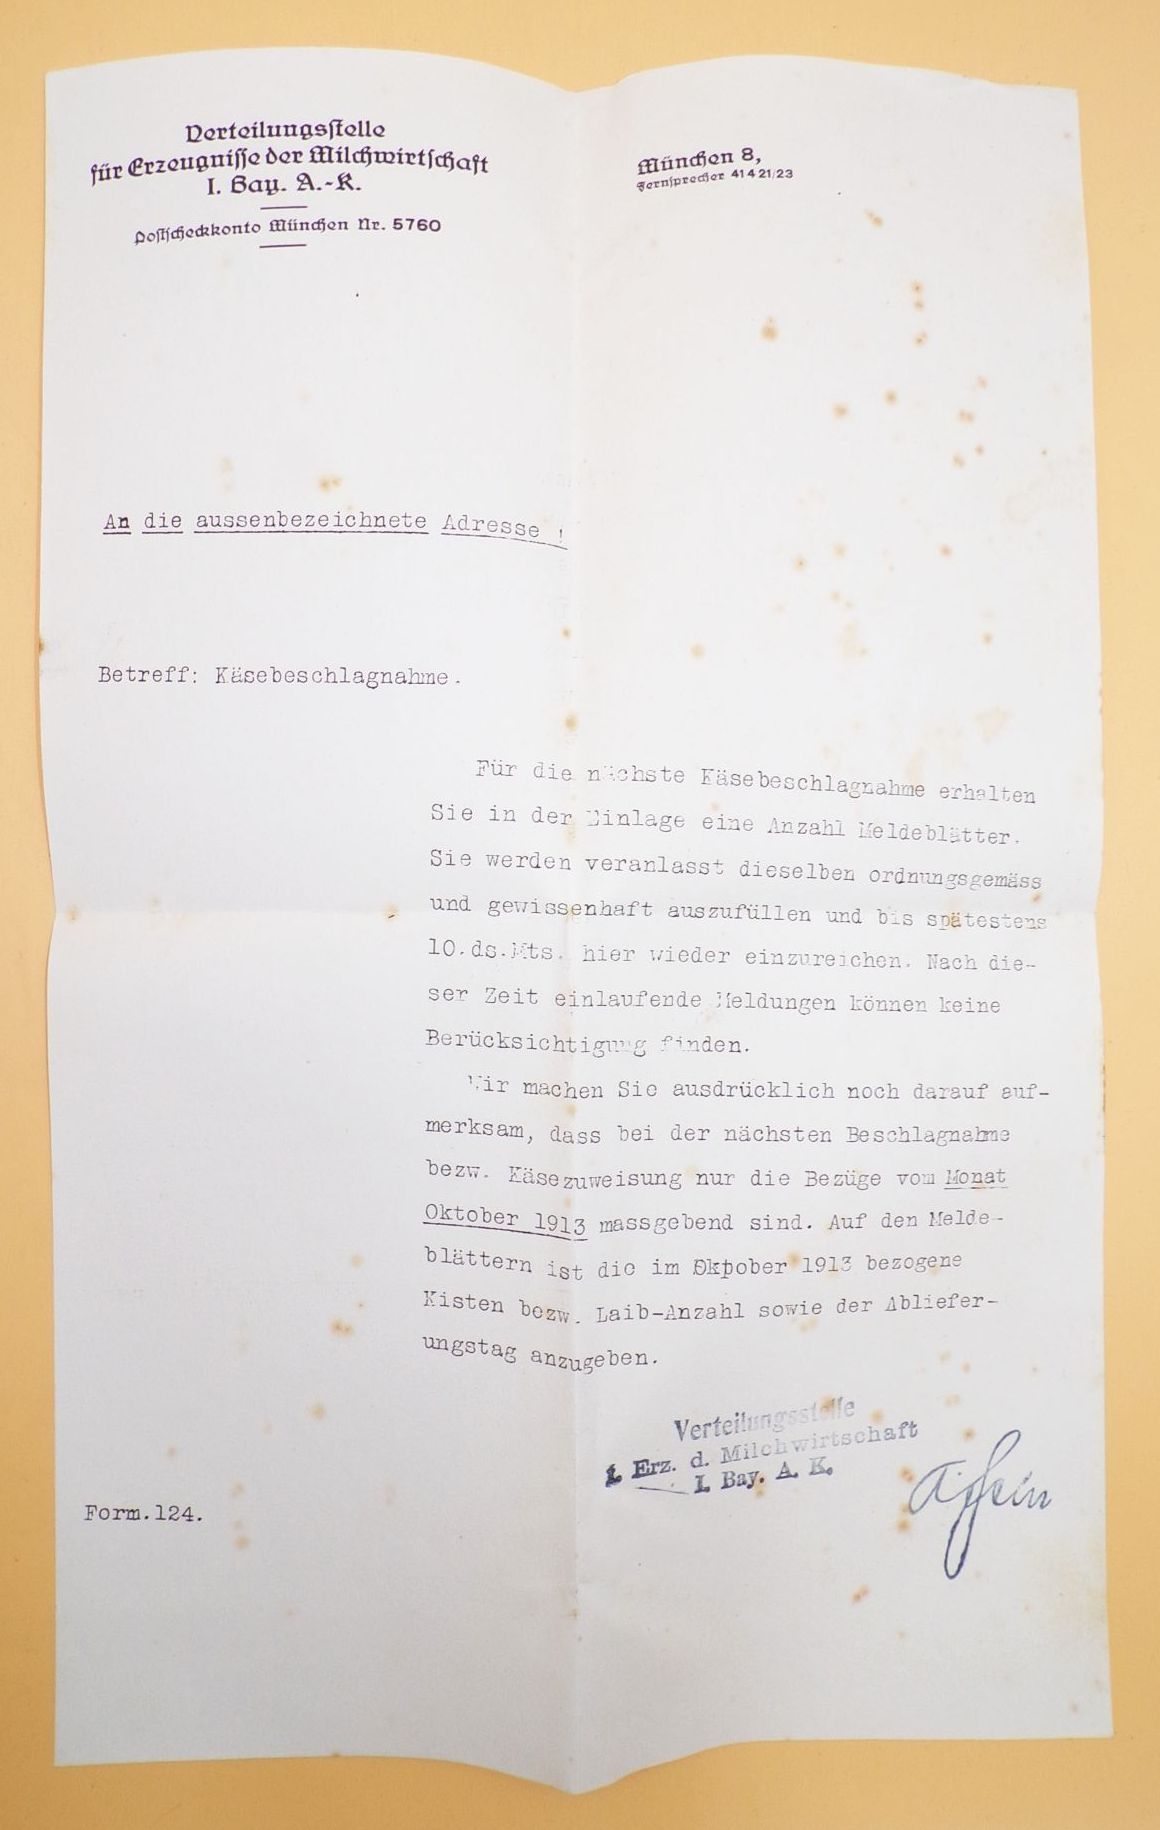 Verteilungsstelle
für Erzeugnisse der Milchwirtschaft
I. Bay. A.-K.
Postscheckkonto München Nr. 5760
München 8,
Fernsprecher 41421/23
An die aussenbezeichnete Adresse !
Betreff: Käsebeschlagnahme.
Für die nächste Käsebeschlagnahme erhalten
Sie in der Einlage eine Anzahl Meldeblätter.
Sie werden veranlasst dieselben ordnungsgemäss
und gewissenhaft auszufüllen und bis spätestens
10.ds.Mts. hier wieder einzureichen. Nach die-
ser Zeit einlaufende Meldungen können keine
Berücksichtigung finden.
Wir machen Sie ausdrücklich noch darauf auf-
merksam, dass bei der nächsten Beschlagnahme
bezw. Käsezuweisung nur die Bezüge vom Monat
Oktober 1913 massgebend sind. Auf den Melde-
blättern ist die im Oktober 1913 bezogene
Kisten bezw. Laib-Anzahl sowie der Abliefer-
ungstag anzugeben.
Verteilungsstelle
f. Erz. d. Milchwirtschaft
I. Bay. A. K.
Form.124.